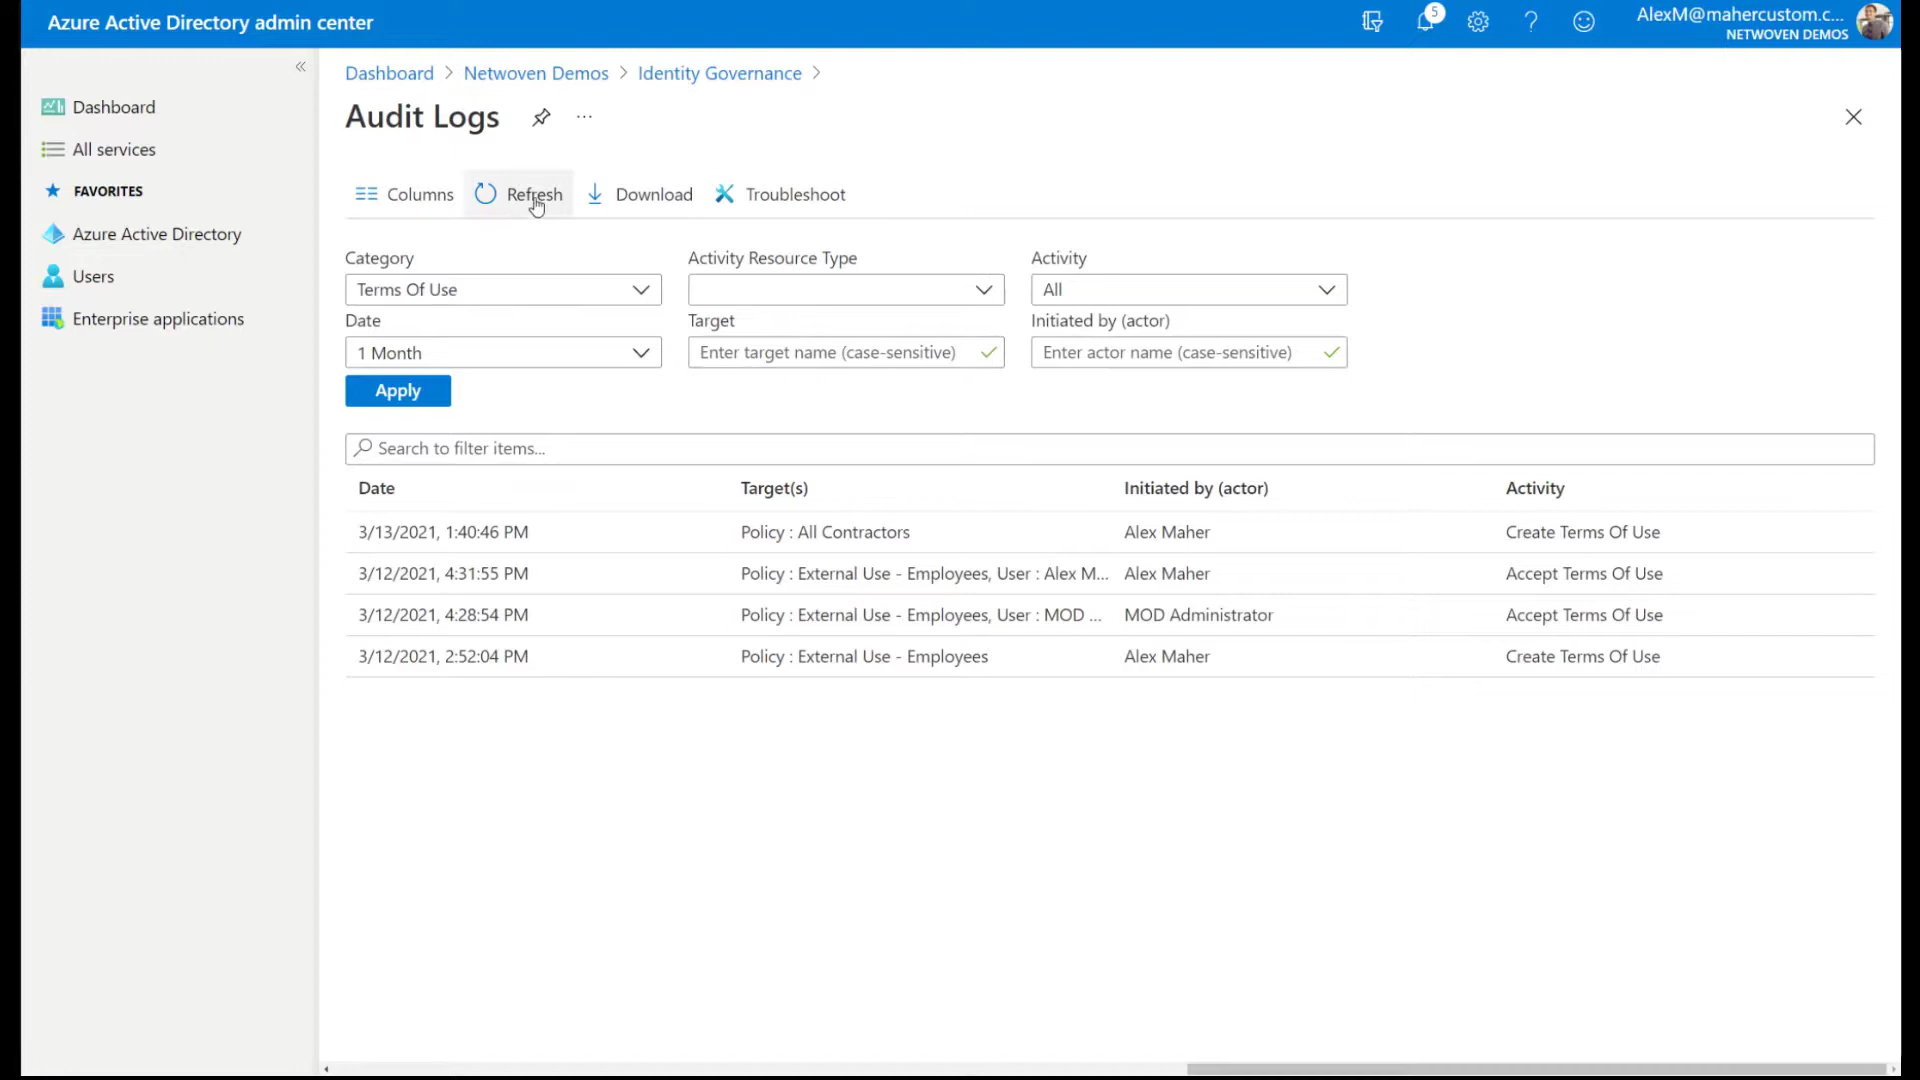 Azure Active Directory admin center
5
AlexM@mahercustom.c...
NETWOVEN DEMOS
Dashboard
All services
FAVORITES
Azure Active Directory
Users
Enterprise applications
Dashboard > Netwoven Demos > Identity Governance >
Audit Logs
Columns Refresh Download Troubleshoot
Category Activity Resource Type Activity
Terms Of Use All
Date Target Initiated by (actor)
1 Month Enter target name (case-sensitive) Enter actor name (case-sensitive)
Apply
Search to filter items...
Date Target(s) Initiated by (actor) Activity
3/13/2021, 1:40:46 PM Policy : All Contractors Alex Maher Create Terms Of Use
3/12/2021, 4:31:55 PM Policy : External Use - Employees, User : Alex M... Alex Maher Accept Terms Of Use
3/12/2021, 4:28:54 PM Policy : External Use - Employees, User : MOD ... MOD Administrator Accept Terms Of Use
3/12/2021, 2:52:04 PM Policy : External Use - Employees Alex Maher Create Terms Of Use